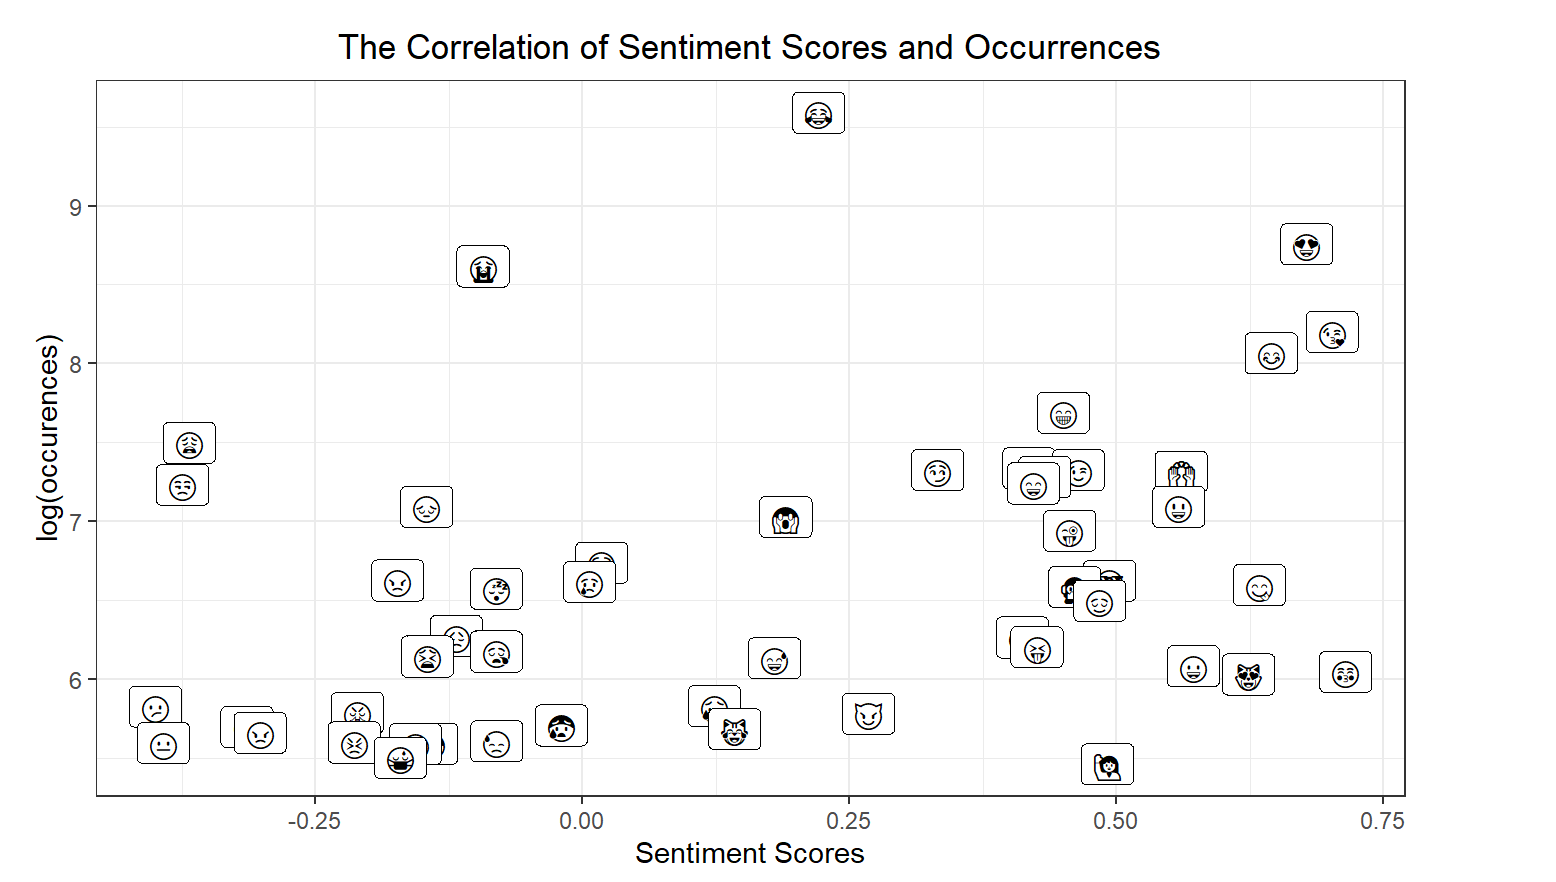 The Correlation of Sentiment Scores and Occurrences
log(occurences)
9
8
7
6
-0.25 0.00 0.25 0.50 0.75
Sentiment Scores